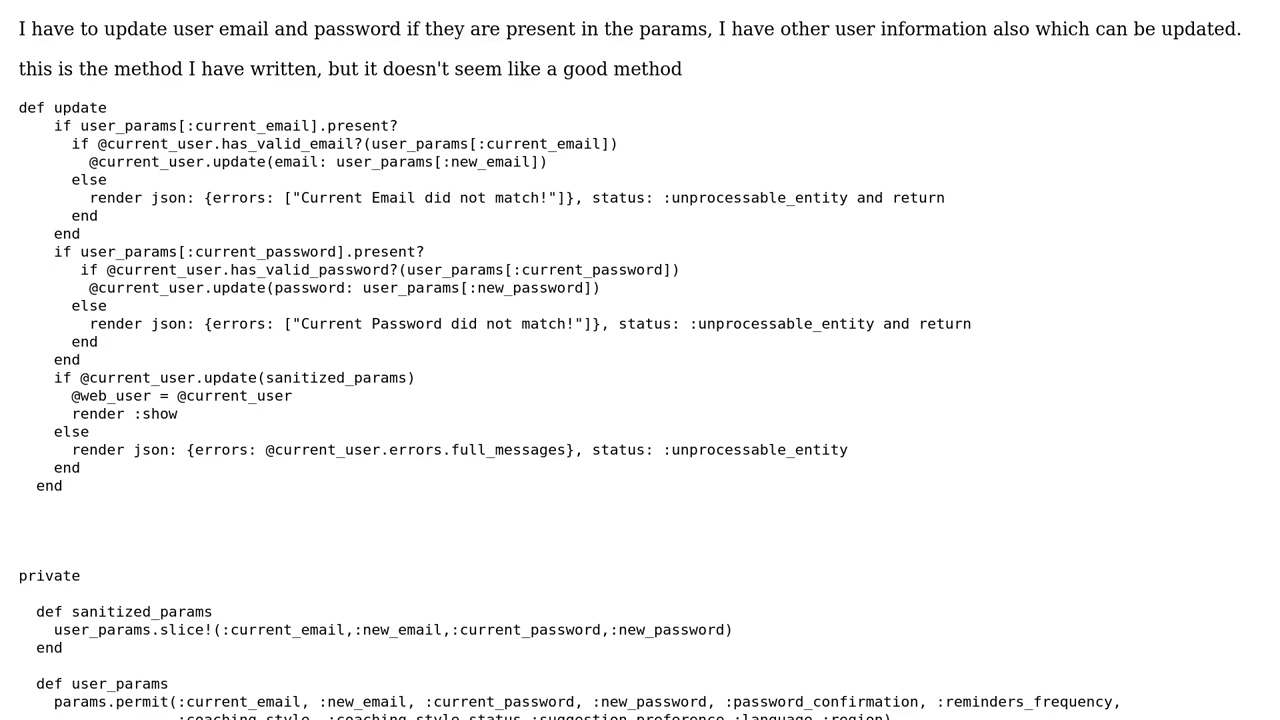 I have to update user email and password if they are present in the params, I have other user information also which can be updated.
this is the method I have written, but it doesn't seem like a good method
def update
    if user_params[:current_email].present?
      if @current_user.has_valid_email?(user_params[:current_email])
        @current_user.update(email: user_params[:new_email])
      else
        render json: {errors: ["Current Email did not match!"]}, status: :unprocessable_entity and return
      end
    end
    if user_params[:current_password].present?
       if @current_user.has_valid_password?(user_params[:current_password])
        @current_user.update(password: user_params[:new_password])
      else
        render json: {errors: ["Current Password did not match!"]}, status: :unprocessable_entity and return
      end
    end
    if @current_user.update(sanitized_params)
      @web_user = @current_user
      render :show
    else
      render json: {errors: @current_user.errors.full_messages}, status: :unprocessable_entity
    end
  end
private
  def sanitized_params
    user_params.slice!(:current_email,:new_email,:current_password,:new_password)
  end
  def user_params
    params.permit(:current_email, :new_email, :current_password, :new_password, :password_confirmation, :reminders_frequency,
                  :coaching_style, :coaching_style_status,:suggestion_preference,:language,:region)